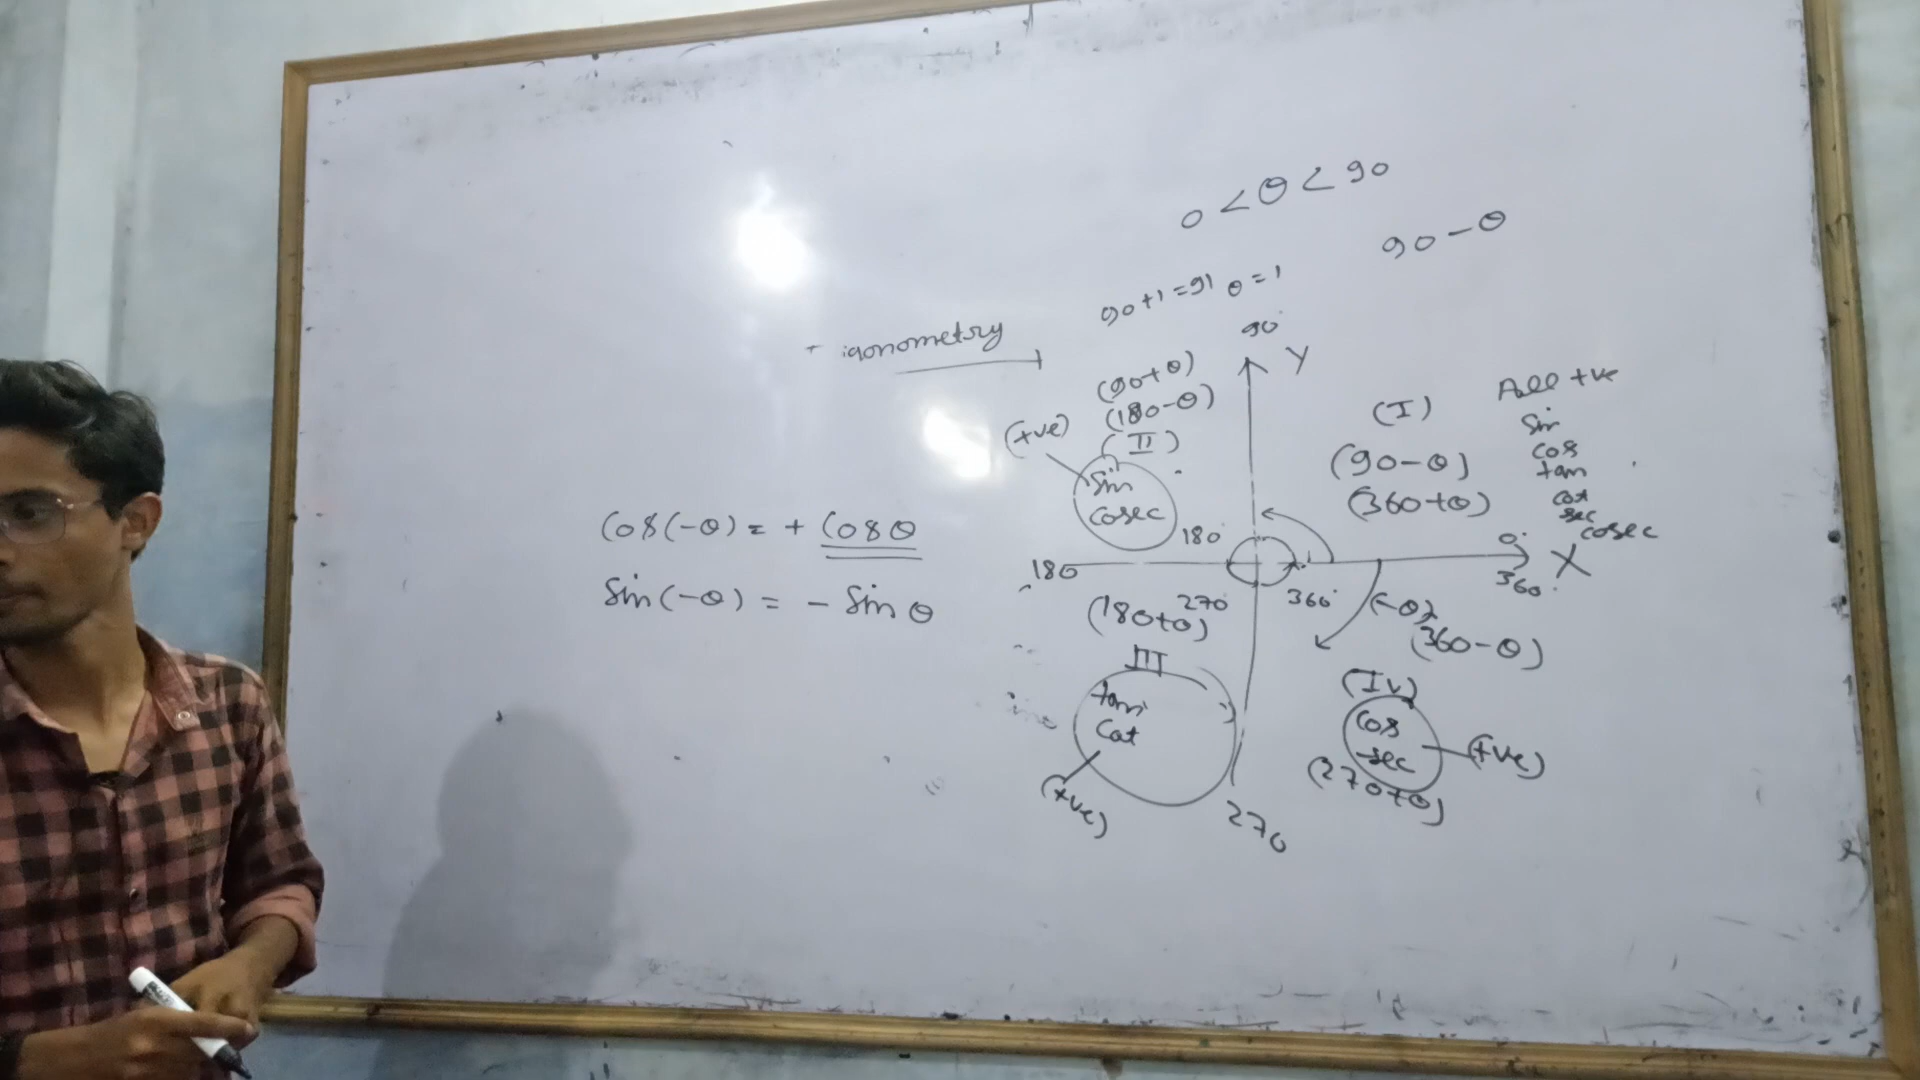 0 < θ < 90
90 - θ
90+1 = 91 θ = 1
Trigonometry
90°
Y
(90+θ)
(180-θ)
(II)
(+ve)
sin
cosec
(I)
(90-θ)
(360+θ)
All +ve
sin
cos
tan
cot
sec
cosec
cos(-θ) = + cosθ
sin(-θ) = - sinθ
180°
180
0°
X
360°
270°
360°
(-θ)
(180+θ)
(360-θ)
III
tan
cot
(+ve)
(IV)
cos
sec
(+ve)
(270+θ)
270